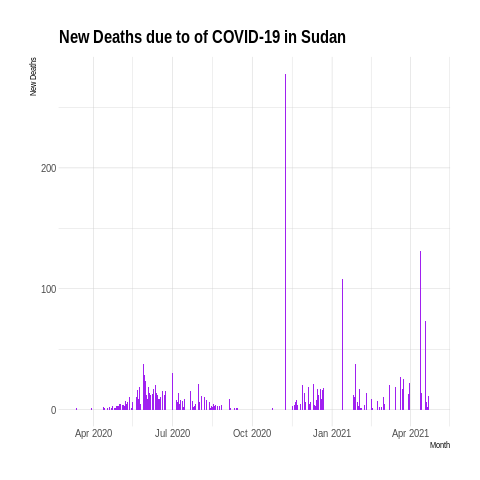 New Deaths due to of COVID-19 in Sudan
New Deaths
200
100
0
Apr 2020 Jul 2020 Oct 2020 Jan 2021 Apr 2021
Month